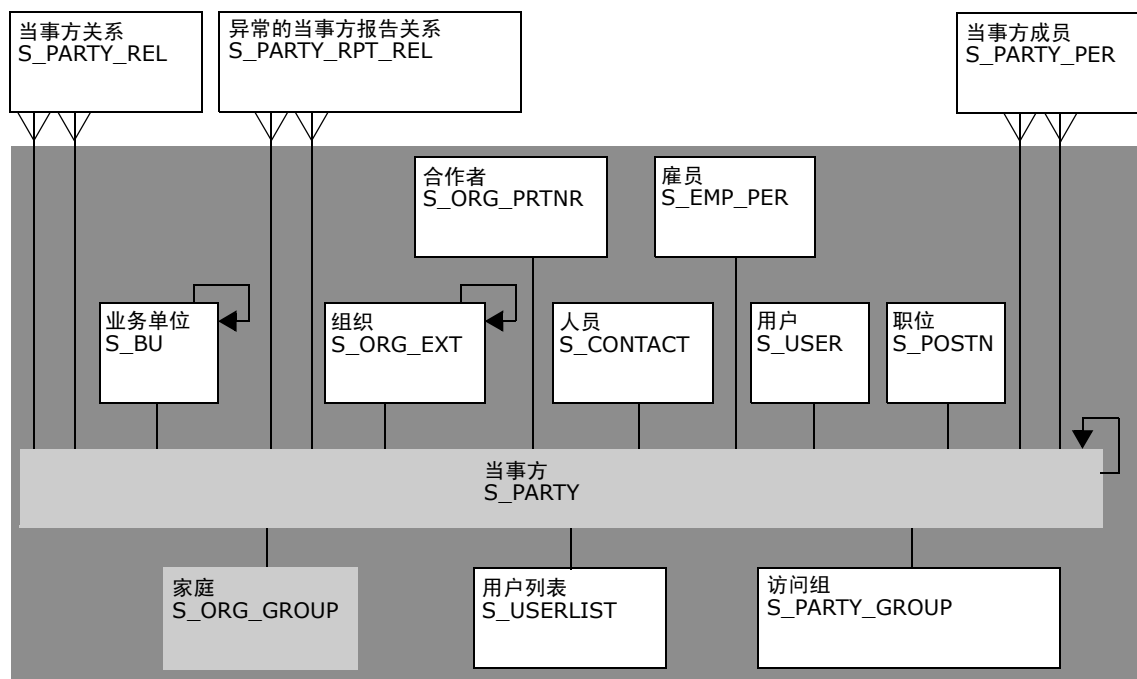 当事方关系
S_PARTY_REL
异常的当事方报告关系
S_PARTY_RPT_REL
当事方成员
S_PARTY_PER
合作者
S_ORG_PRTNR
雇员
S_EMP_PER
业务单位
S_BU
组织
S_ORG_EXT
人员
S_CONTACT
用户
S_USER
职位
S_POSTN
当事方
S_PARTY
家庭
S_ORG_GROUP
用户列表
S_USERLIST
访问组
S_PARTY_GROUP